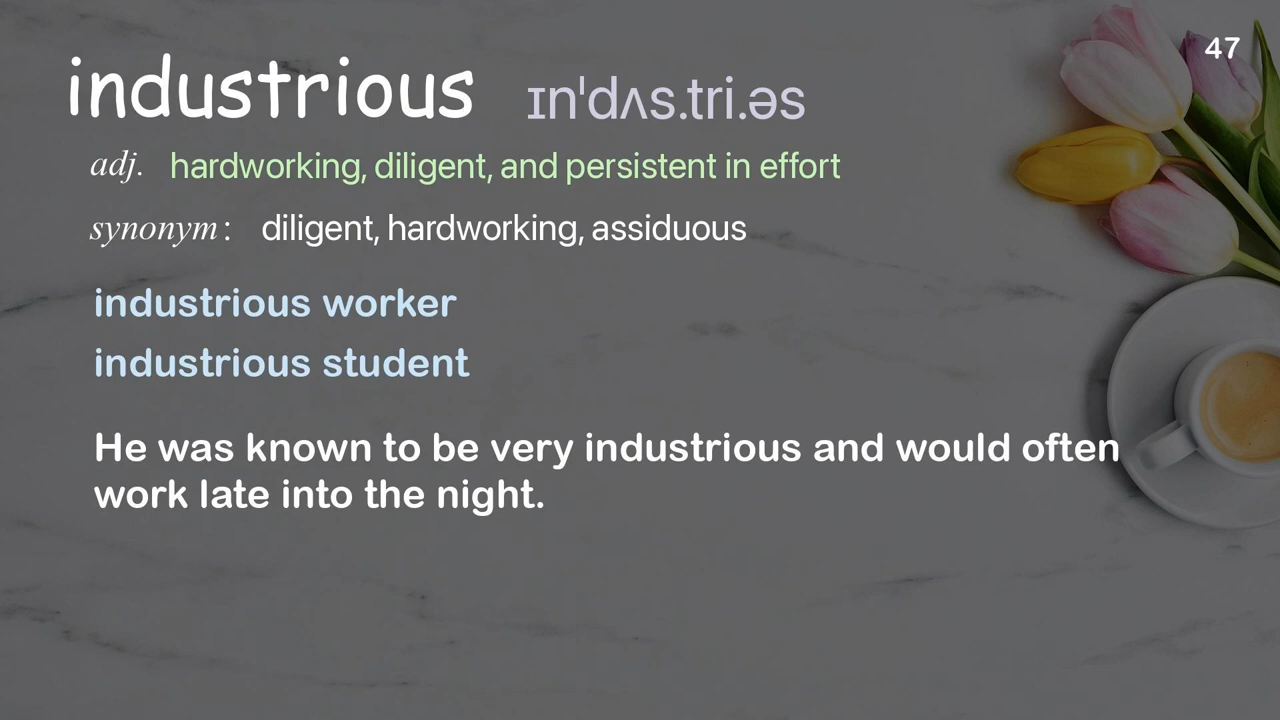 47
industrious ɪnˈdʌs.tri.əs
adj. hardworking, diligent, and persistent in effort
synonym : diligent, hardworking, assiduous
industrious worker
industrious student
He was known to be very industrious and would often
work late into the night.